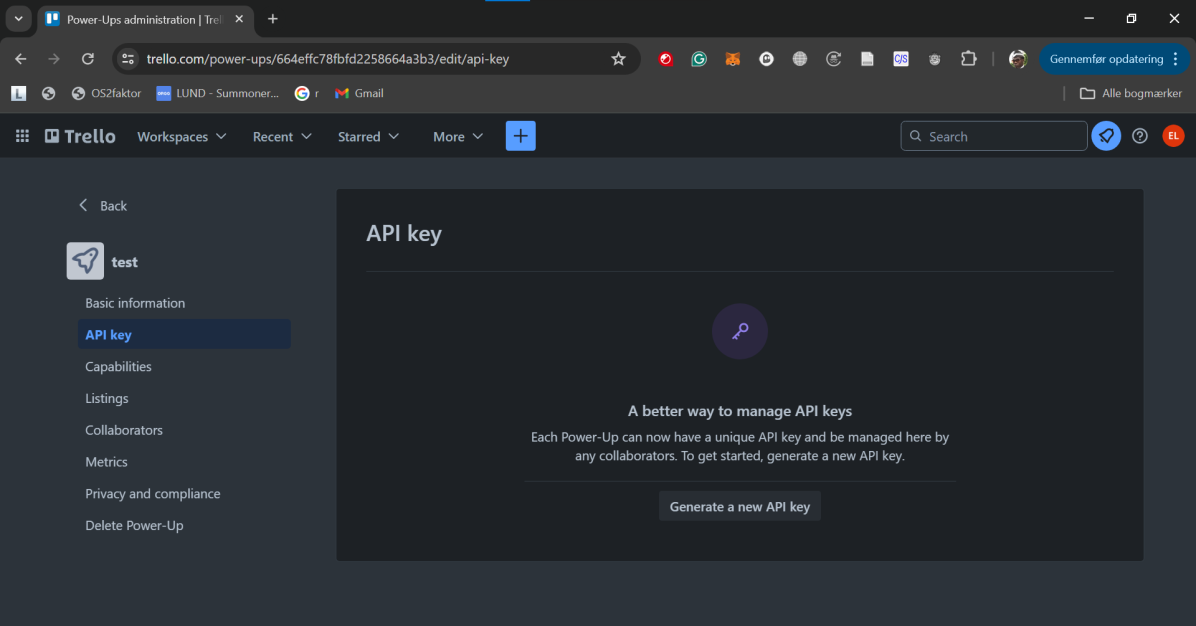 Power-Ups administration | Trel
trello.com/power-ups/664effc78fbfd2258664a3b3/edit/api-key
Gennemfør opdatering
L
OS2faktor
LUND - Summoner...
r
Gmail
Alle bogmærker
Trello
Workspaces
Recent
Starred
More
Search
EL
Back
test
Basic information
API key
Capabilities
Listings
Collaborators
Metrics
Privacy and compliance
Delete Power-Up
API key
A better way to manage API keys
Each Power-Up can now have a unique API key and be managed here by
any collaborators. To get started, generate a new API key.
Generate a new API key